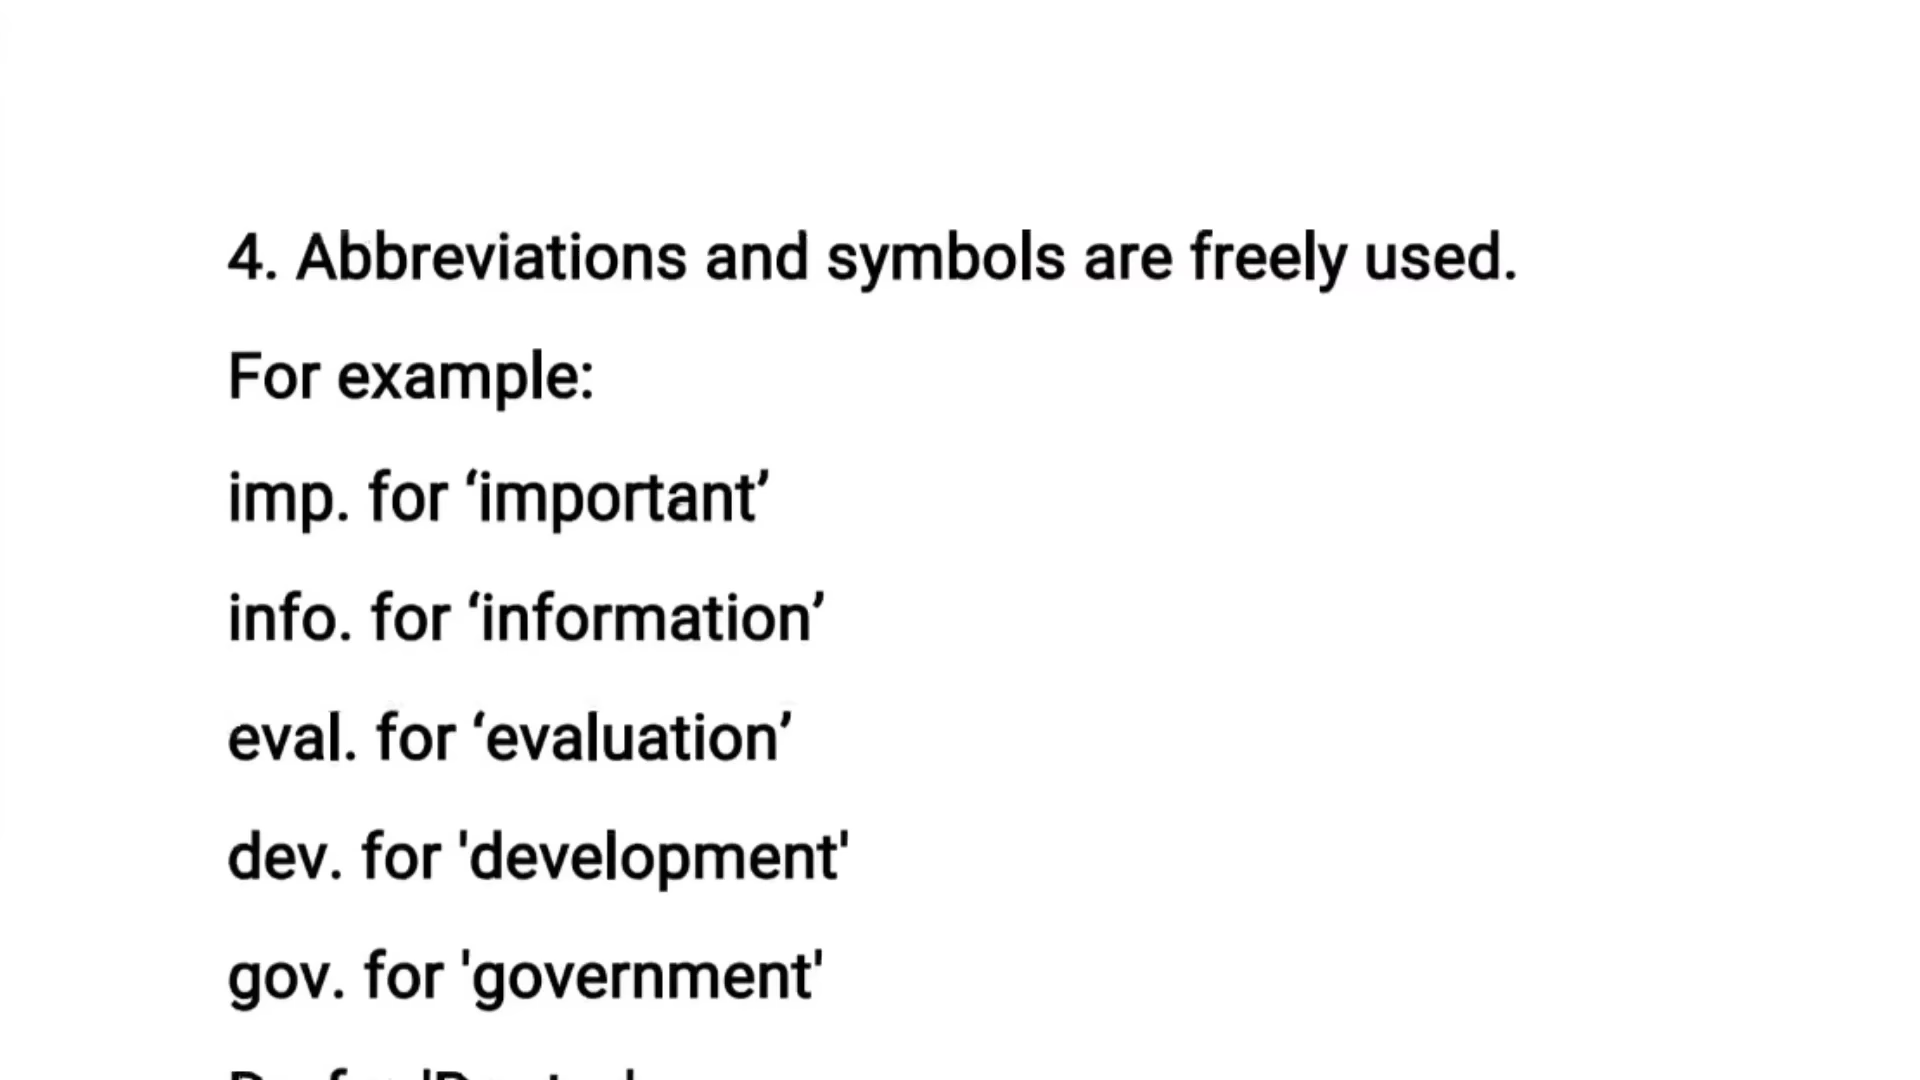 4. Abbreviations and symbols are freely used.
For example:
imp. for ‘important’
info. for ‘information’
eval. for ‘evaluation’
dev. for 'development'
gov. for 'government'